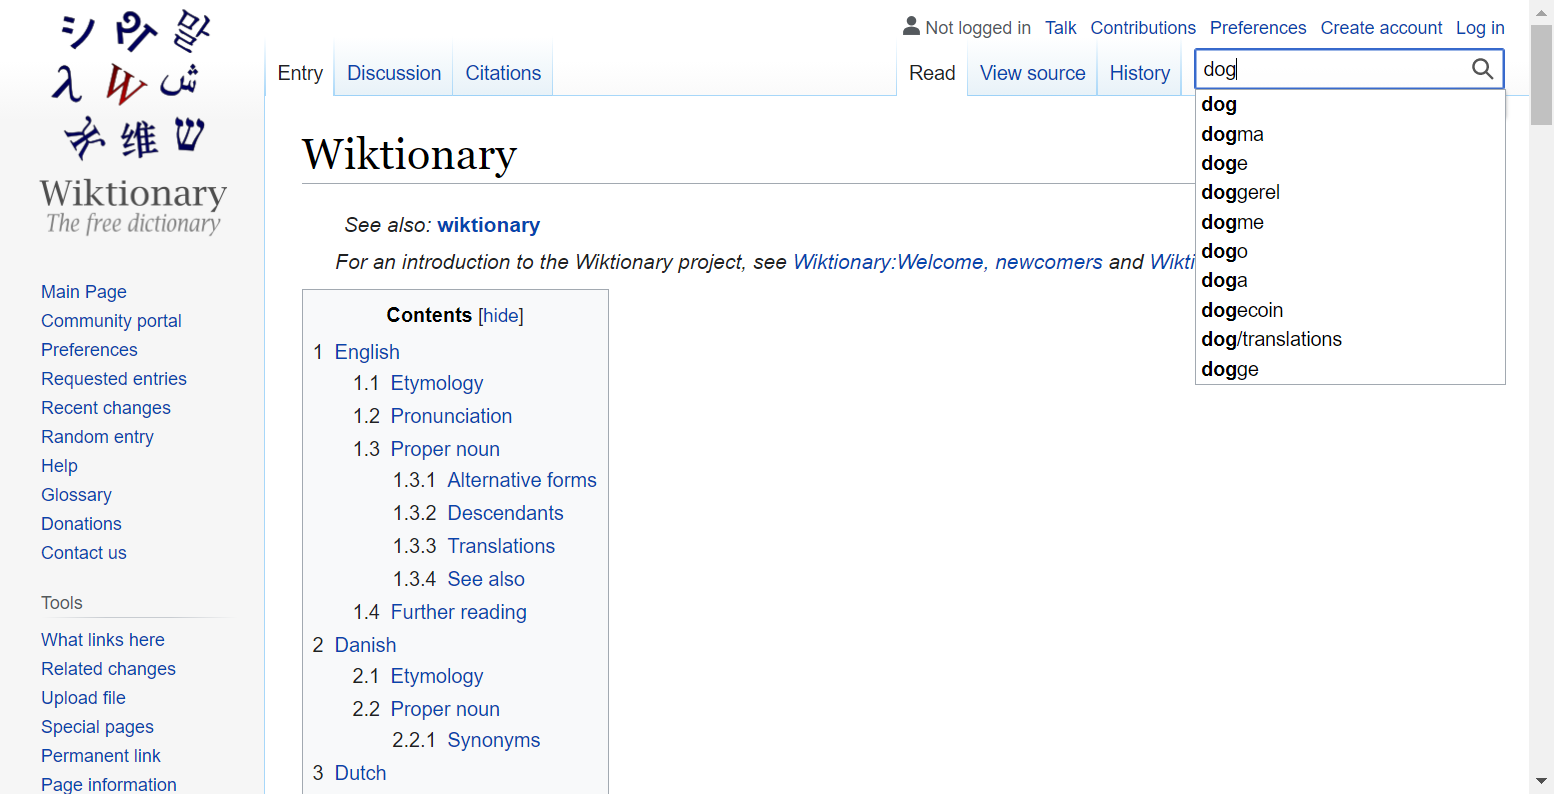 シ Ω 말
λ W ش
维 ש
Wiktionary
The free dictionary
Main Page
Community portal
Preferences
Requested entries
Recent changes
Random entry
Help
Glossary
Donations
Contact us
Tools
What links here
Related changes
Upload file
Special pages
Permanent link
Page information
Not logged in Talk Contributions Preferences Create account Log in
Entry Discussion Citations Read View source History dog
dog
dogma
doge
doggerel
dogme
dogo
doga
dogecoin
dog/translations
dogge
Wiktionary
See also: wiktionary
For an introduction to the Wiktionary project, see Wiktionary:Welcome, newcomers and Wikti
Contents [hide]
1 English
1.1 Etymology
1.2 Pronunciation
1.3 Proper noun
1.3.1 Alternative forms
1.3.2 Descendants
1.3.3 Translations
1.3.4 See also
1.4 Further reading
2 Danish
2.1 Etymology
2.2 Proper noun
2.2.1 Synonyms
3 Dutch